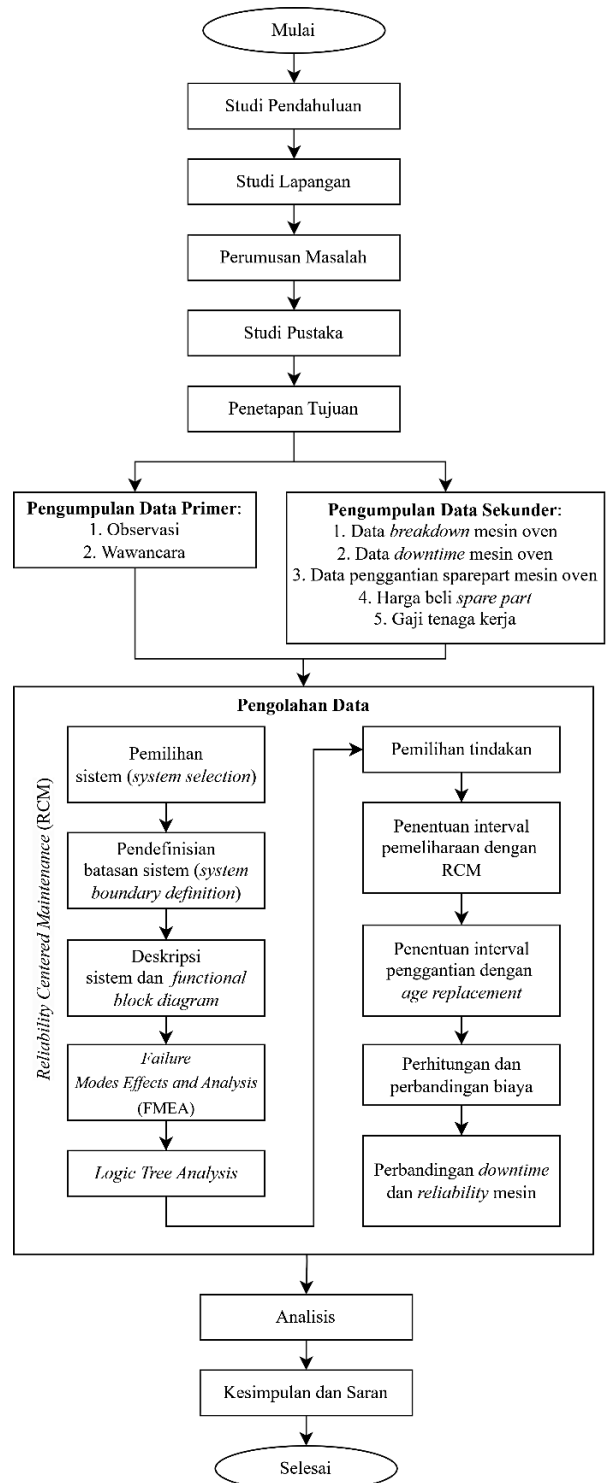 Mulai
Studi Pendahuluan
Studi Lapangan
Perumusan Masalah
Studi Pustaka
Penetapan Tujuan
Pengumpulan Data Primer:
1. Observasi
2. Wawancara
Pengumpulan Data Sekunder:
1. Data breakdown mesin oven
2. Data downtime mesin oven
3. Data penggantian sparepart mesin oven
4. Harga beli spare part
5. Gaji tenaga kerja
Pengolahan Data
Reliability Centered Maintenance (RCM)
Pemilihan
sistem (system selection)
Pendefinisian
batasan sistem (system
boundary definition)
Deskripsi
sistem dan functional
block diagram
Failure
Modes Effects and Analysis
(FMEA)
Logic Tree Analysis
Pemilihan tindakan
Penentuan interval
pemeliharaan dengan
RCM
Penentuan interval
penggantian dengan
age replacement
Perhitungan dan
perbandingan biaya
Perbandingan downtime
dan reliability mesin
Analisis
Kesimpulan dan Saran
Selesai